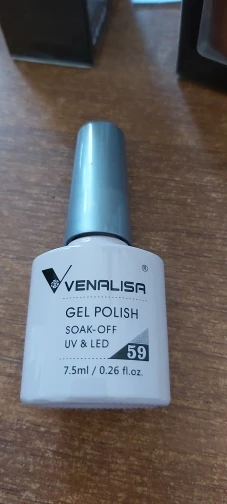 VENALISA ®
GEL POLISH
SOAK-OFF
UV & LED
59
7.5ml / 0.26 fl.oz.